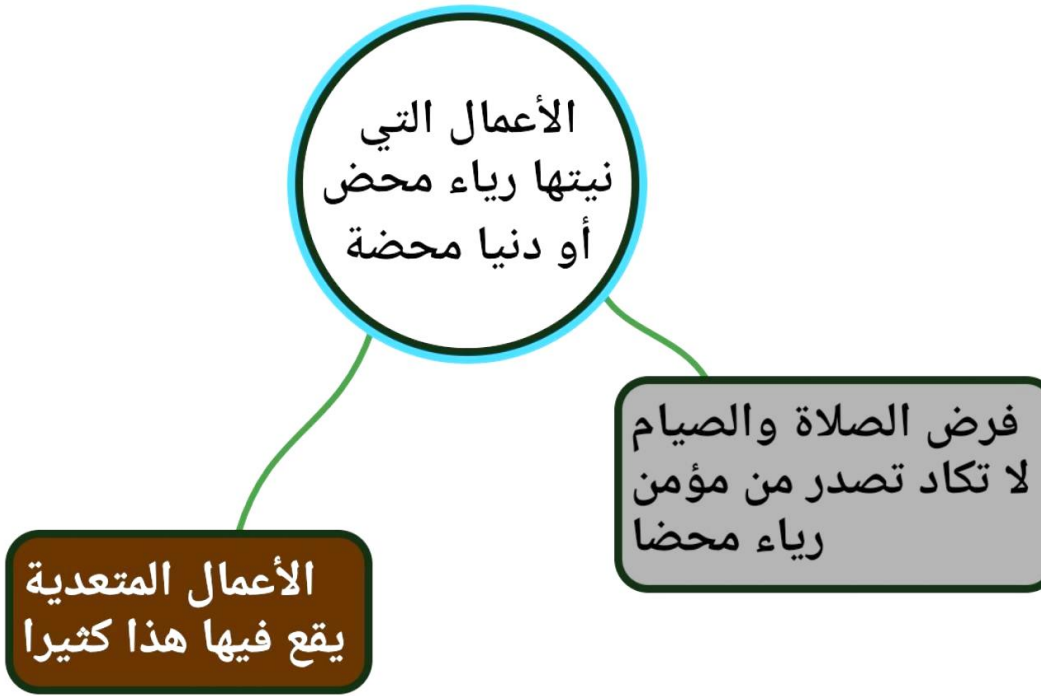 الأعمال التي
نيتها رياء محض
أو دنيا محضة
فرض الصلاة والصيام
لا تكاد تصدر من مؤمن
رياء محضا
الأعمال المتعدية
يقع فيها هذا كثيرا